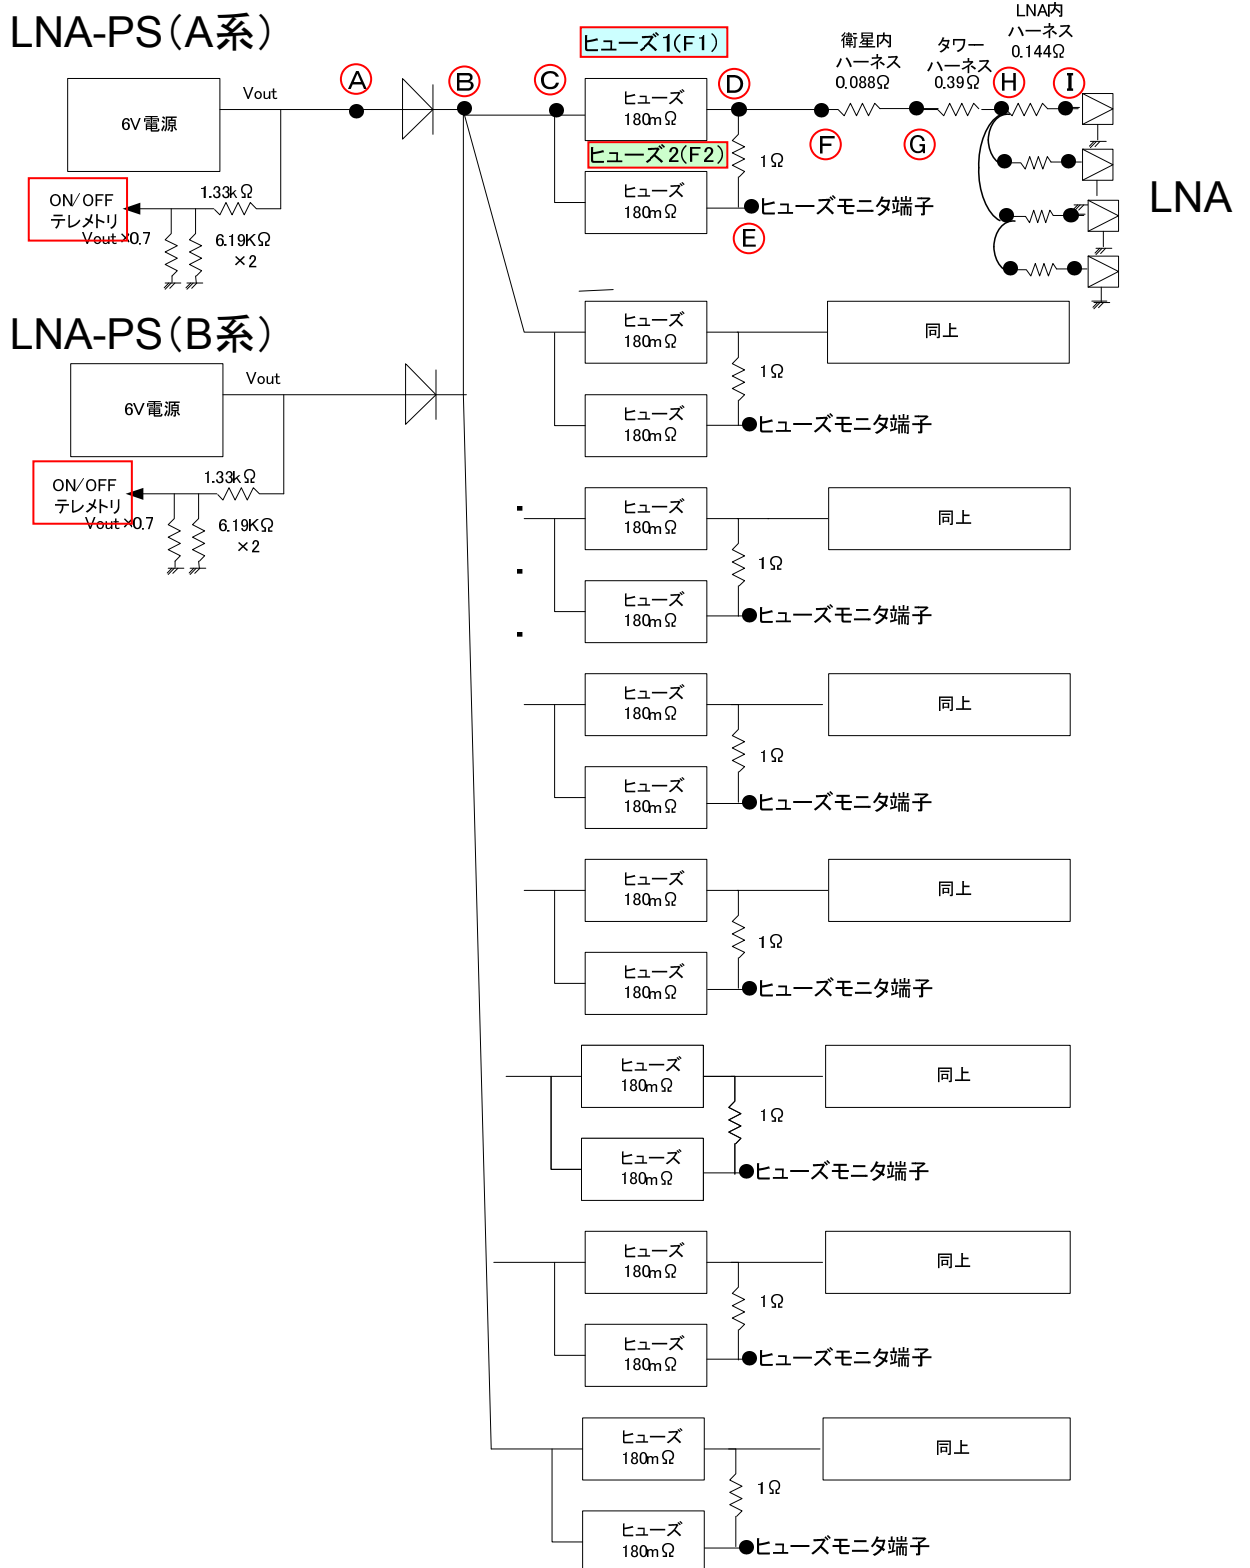 LNA-PS(A系)
ヒューズ1(F1)
LNA内
ハーネス
0.144Ω
衛星内
ハーネス
0.088Ω
タワー
ハーネス
0.39Ω
6V電源
Vout
A
B
C
ヒューズ
180mΩ
D
F
G
H
I
ヒューズ2(F2)
1Ω
ヒューズ
180mΩ
ヒューズモニタ端子
E
LNA
ON/OFF
テレメトリ
Vout×0.7
1.33kΩ
6.19KΩ
×2
LNA-PS(B系)
6V電源
Vout
ON/OFF
テレメトリ
Vout×0.7
1.33kΩ
6.19KΩ
×2
ヒューズ
180mΩ
同上
1Ω
ヒューズ
180mΩ
ヒューズモニタ端子
ヒューズ
180mΩ
同上
1Ω
ヒューズ
180mΩ
ヒューズモニタ端子
ヒューズ
180mΩ
同上
1Ω
ヒューズ
180mΩ
ヒューズモニタ端子
ヒューズ
180mΩ
同上
1Ω
ヒューズ
180mΩ
ヒューズモニタ端子
ヒューズ
180mΩ
同上
1Ω
ヒューズ
180mΩ
ヒューズモニタ端子
ヒューズ
180mΩ
同上
1Ω
ヒューズ
180mΩ
ヒューズモニタ端子
ヒューズ
180mΩ
同上
1Ω
ヒューズ
180mΩ
ヒューズモニタ端子